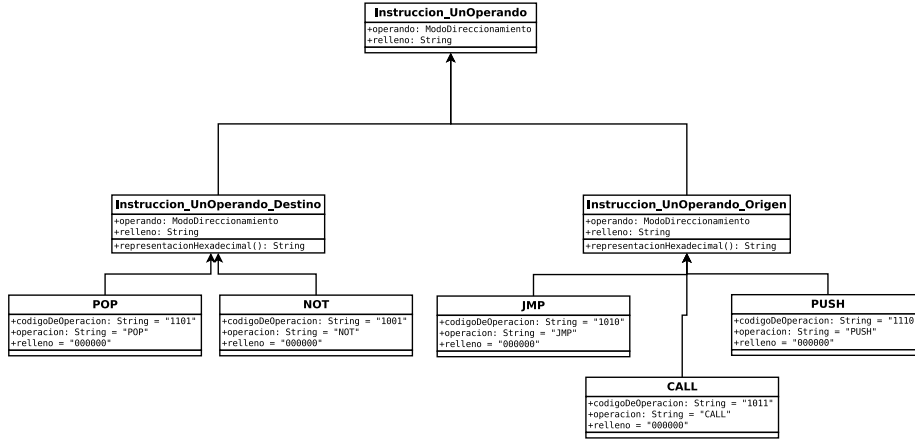 Instruccion_UnOperando
+operando: ModoDireccionamiento
+relleno: String
Instruccion_UnOperando_Destino
+operando: ModoDireccionamiento
+relleno: String
+representacionHexadecimal(): String
Instruccion_UnOperando_Origen
+operando: ModoDireccionamiento
+relleno: String
+representacionHexadecimal(): String
POP
+codigoDeOperacion: String = "1101"
+operacion: String = "POP"
+relleno = "000000"
NOT
+codigoDeOperacion: String = "1001"
+operacion: String = "NOT"
+relleno = "000000"
JMP
+codigoDeOperacion: String = "1010"
+operacion: String = "JMP"
+relleno = "000000"
PUSH
+codigoDeOperacion: String = "1110"
+operacion: String = "PUSH"
+relleno = "000000"
CALL
+codigoDeOperacion: String = "1011"
+operacion: String = "CALL"
+relleno = "000000"